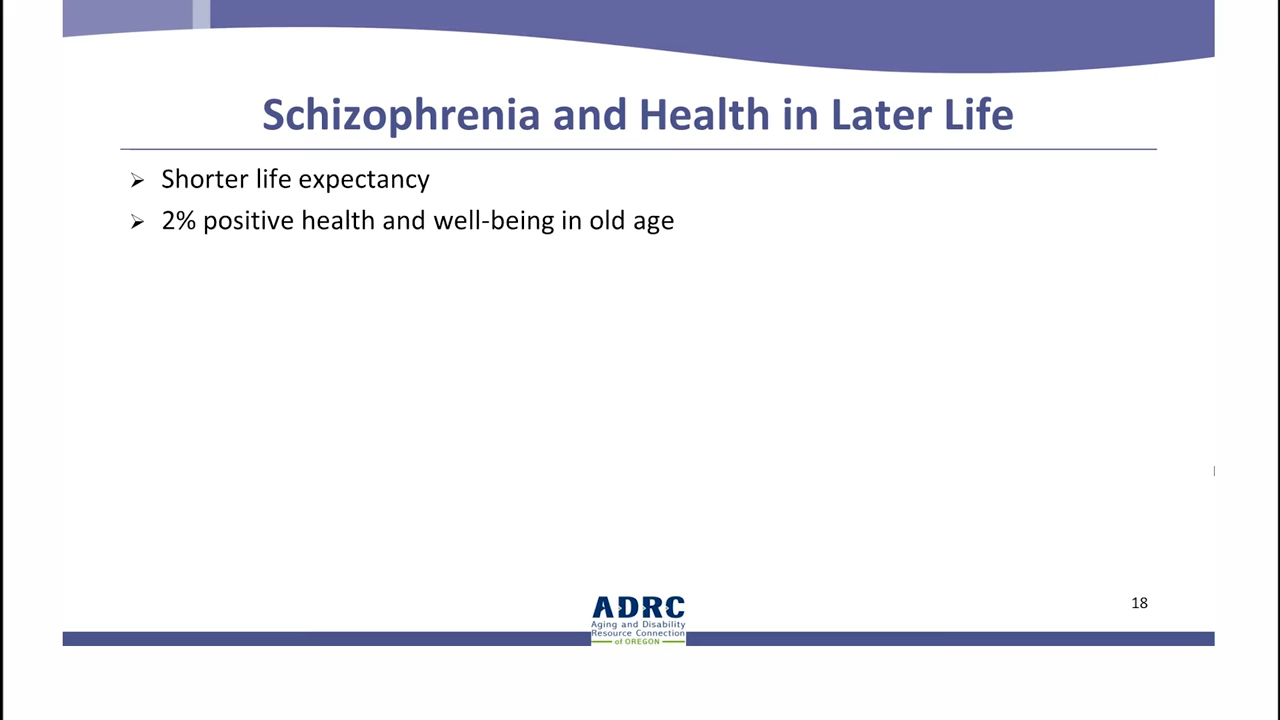 Schizophrenia and Health in Later Life
➢ Shorter life expectancy
➢ 2% positive health and well-being in old age
18
ADRC
Aging and Disability
Resource Connection
of OREGON